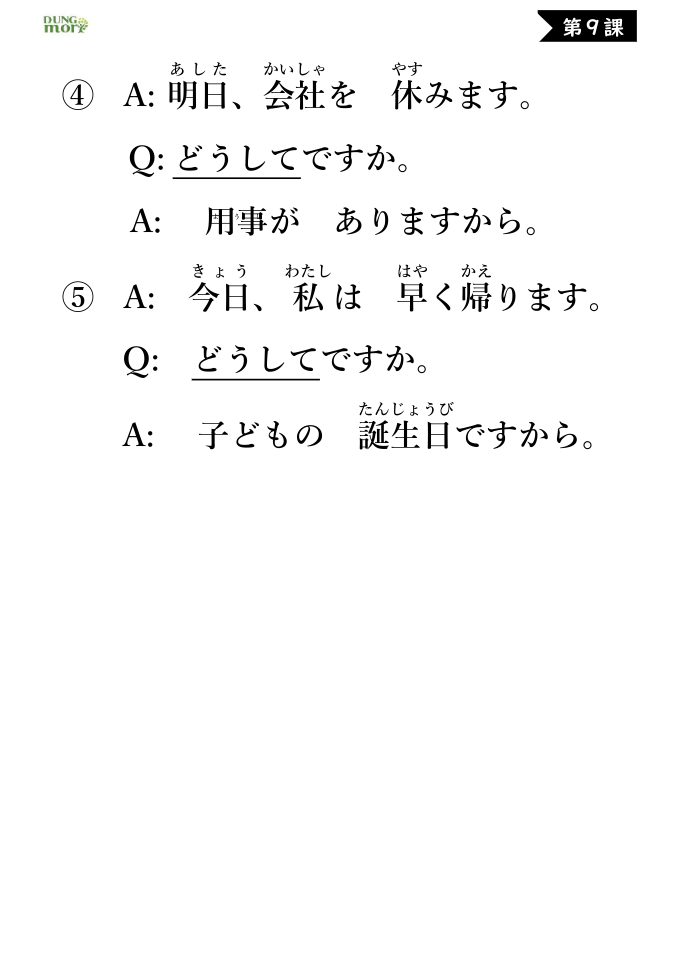 DUNG
mori
第9課
④ A: 明日、会社を 休みます。
あした かいしゃ やす
Q: どうしてですか。
A: 用事が ありますから。
⑤ A: 今日、私は 早く帰ります。
きょう わたし はや かえ
Q: どうしてですか。
A: 子どもの 誕生日ですから。
たんじょうび